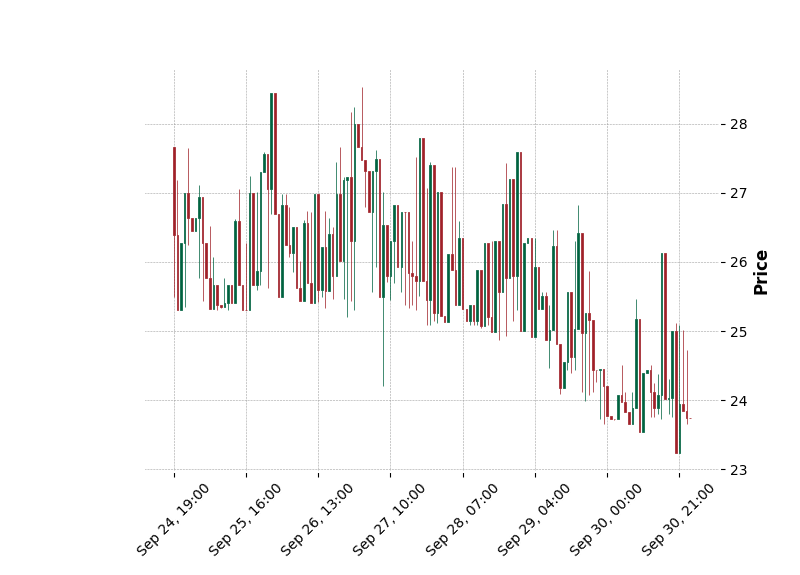 28
27
26
25
24
23
Price
Sep 24, 19:00
Sep 25, 16:00
Sep 26, 13:00
Sep 27, 10:00
Sep 28, 07:00
Sep 29, 04:00
Sep 30, 00:00
Sep 30, 21:00